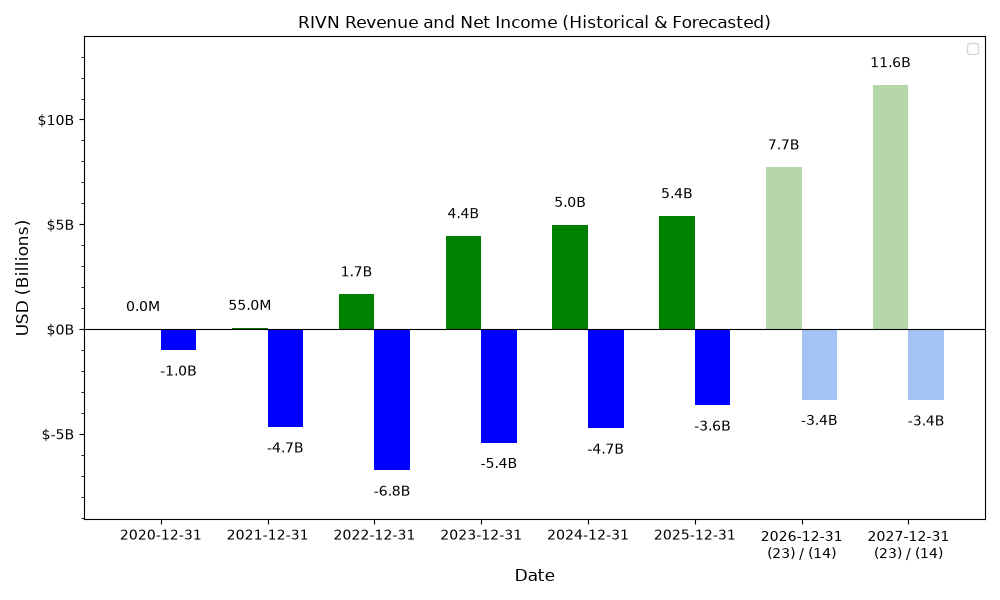 RIVN Revenue and Net Income (Historical & Forecasted)
USD (Billions)
$10B
$5B
$0B
$-5B
0.0M
55.0M
1.7B
4.4B
5.0B
5.4B
7.7B
11.6B
-1.0B
-4.7B
-6.8B
-5.4B
-4.7B
-3.6B
-3.4B
-3.4B
2020-12-31
2021-12-31
2022-12-31
2023-12-31
2024-12-31
2025-12-31
2026-12-31
(23) / (14)
2027-12-31
(23) / (14)
Date